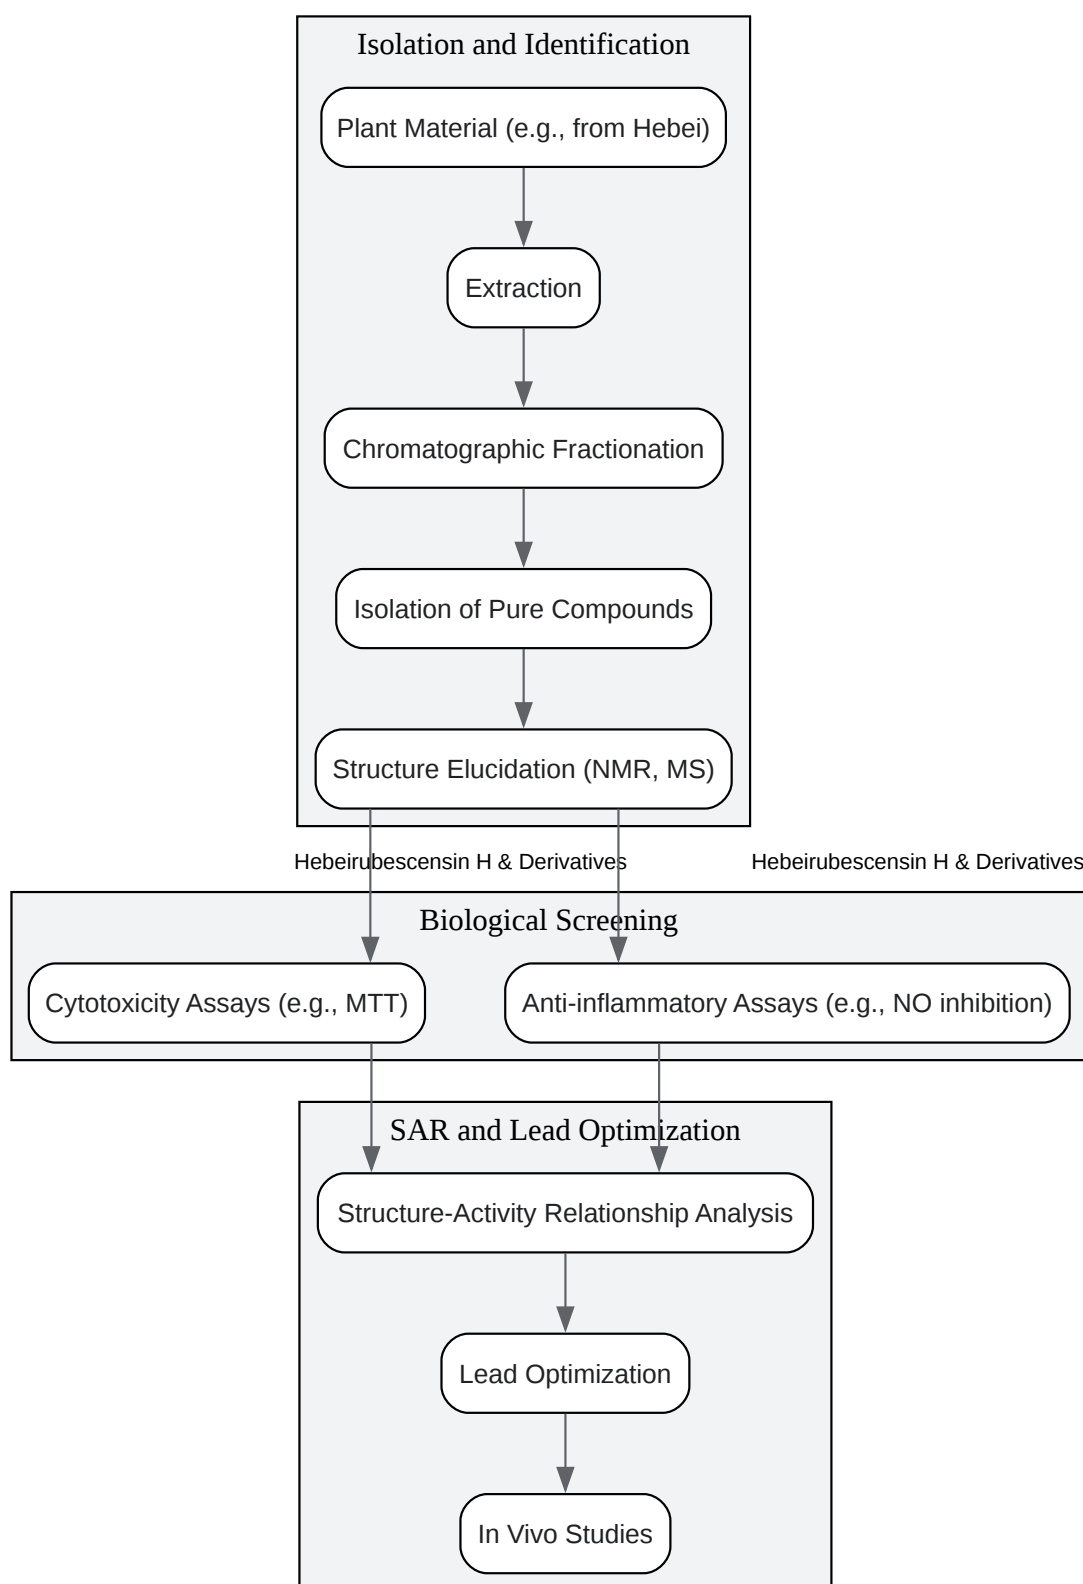 Isolation and Identification
Plant Material (e.g., from Hebei)
Extraction
Chromatographic Fractionation
Isolation of Pure Compounds
Structure Elucidation (NMR, MS)
Hebeirubescensin H & Derivatives
Hebeirubescensin H & Derivatives
Biological Screening
Cytotoxicity Assays (e.g., MTT)
Anti-inflammatory Assays (e.g., NO inhibition)
SAR and Lead Optimization
Structure-Activity Relationship Analysis
Lead Optimization
In Vivo Studies